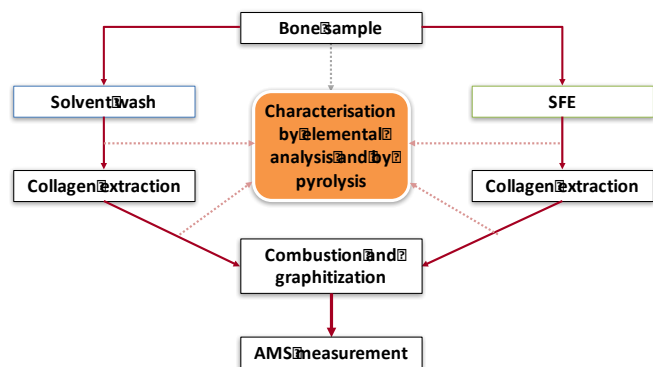 Bone sample
Solvent wash
SFE
Characterisation
by elemental
analysis and by
pyrolysis
Collagen extraction
Collagen extraction
Combustion and
graphitization
AMS measurement